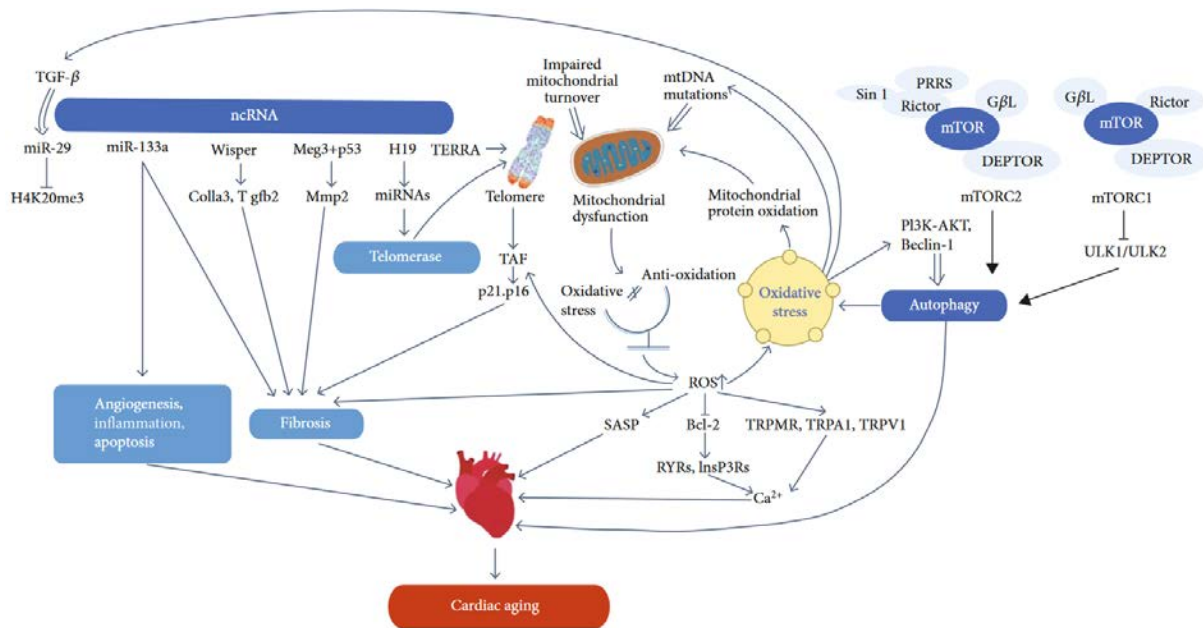 TGF-β
ncRNA
miR-29
miR-133a
Wisper
Meg3+p53
H19
TERRA
H4K20me3
Colla3, T gfb2
Mmp2
miRNAs
Telomerase
Telomere
TAF
p21.p16
Impaired
mitochondrial
turnover
mtDNA
mutations
Mitochondrial
dysfunction
Mitochondrial
protein oxidation
Oxidative
stress
Anti-oxidation
Oxidative
stress
Sin 1
PRRS
Rictor
GβL
mTOR
DEPTOR
mTORC2
GβL
Rictor
mTOR
DEPTOR
mTORC1
PI3K-AKT,
Beclin-1
ULK1/ULK2
Autophagy
ROS
SASP
Bcl-2
TRPMR, TRPA1, TRPV1
RYRs, lnsP3Rs
Ca²⁺
Angiogenesis,
inflammation,
apoptosis
Fibrosis
Cardiac aging